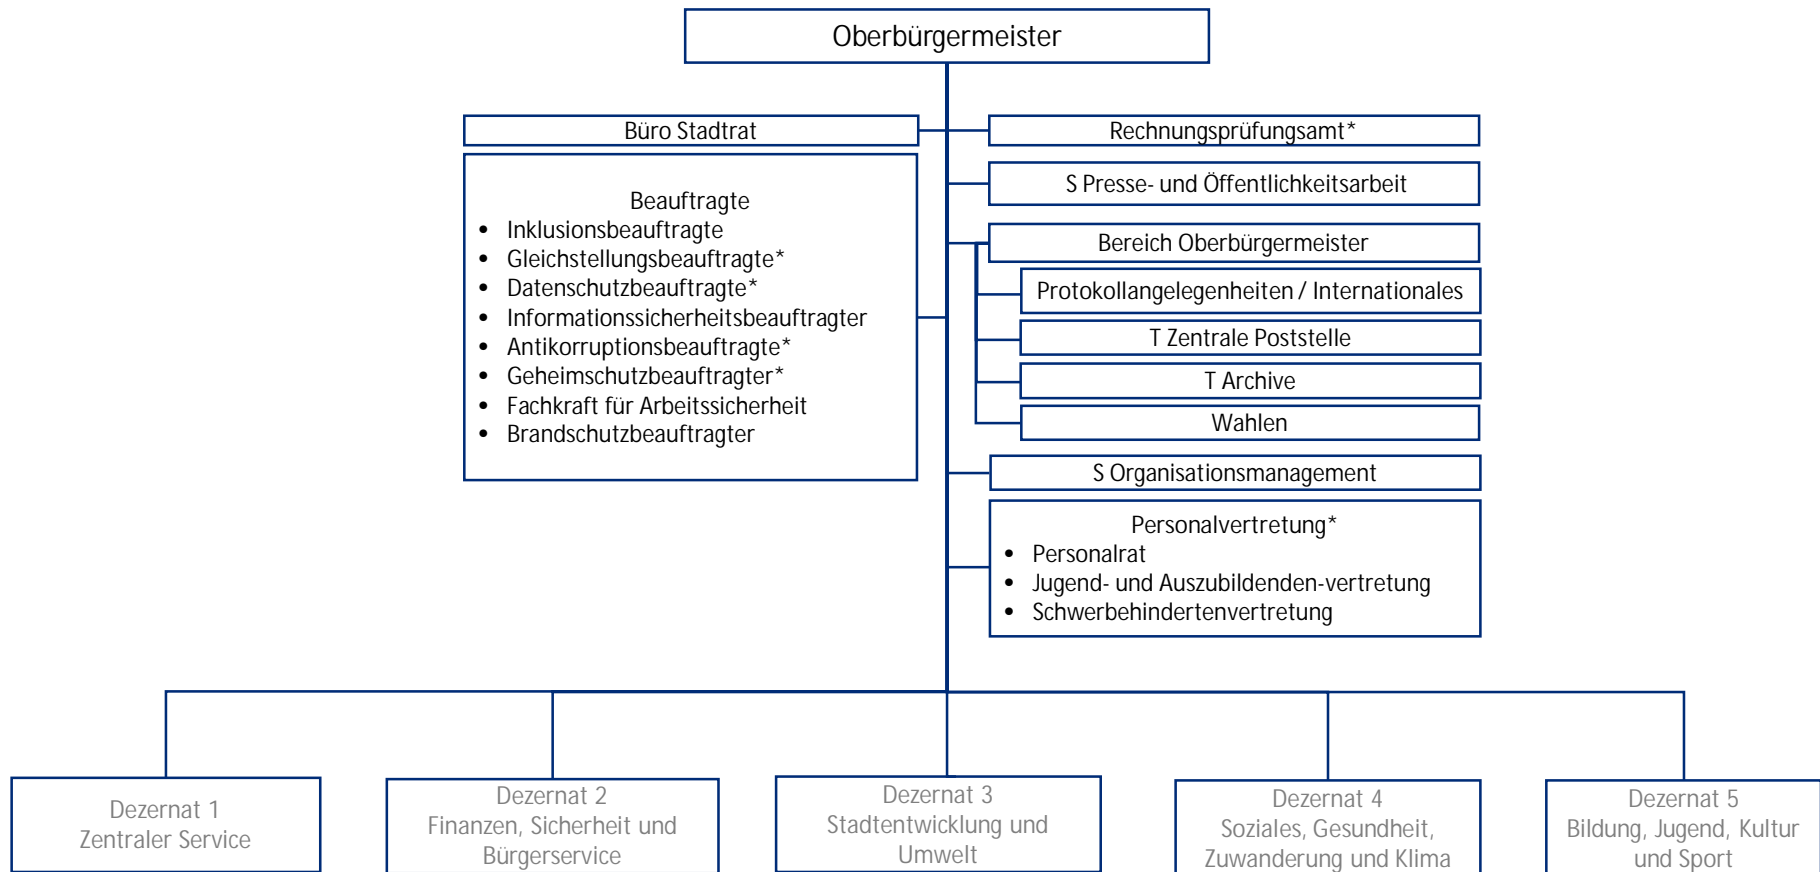 Oberbürgermeister
Büro Stadtrat
Beauftragte
• Inklusionsbeauftragte
• Gleichstellungsbeauftragte*
• Datenschutzbeauftragte*
• Informationssicherheitsbeauftragter
• Antikorruptionsbeauftragte*
• Geheimschutzbeauftragter*
• Fachkraft für Arbeitssicherheit
• Brandschutzbeauftragter
Rechnungsprüfungsamt*
S Presse- und Öffentlichkeitsarbeit
Bereich Oberbürgermeister
Protokollangelegenheiten / Internationales
T Zentrale Poststelle
T Archive
Wahlen
S Organisationsmanagement
Personalvertretung*
• Personalrat
• Jugend- und Auszubildenden-vertretung
• Schwerbehindertenvertretung
Dezernat 1
Zentraler Service
Dezernat 2
Finanzen, Sicherheit und
Bürgerservice
Dezernat 3
Stadtentwicklung und
Umwelt
Dezernat 4
Soziales, Gesundheit,
Zuwanderung und Klima
Dezernat 5
Bildung, Jugend, Kultur
und Sport